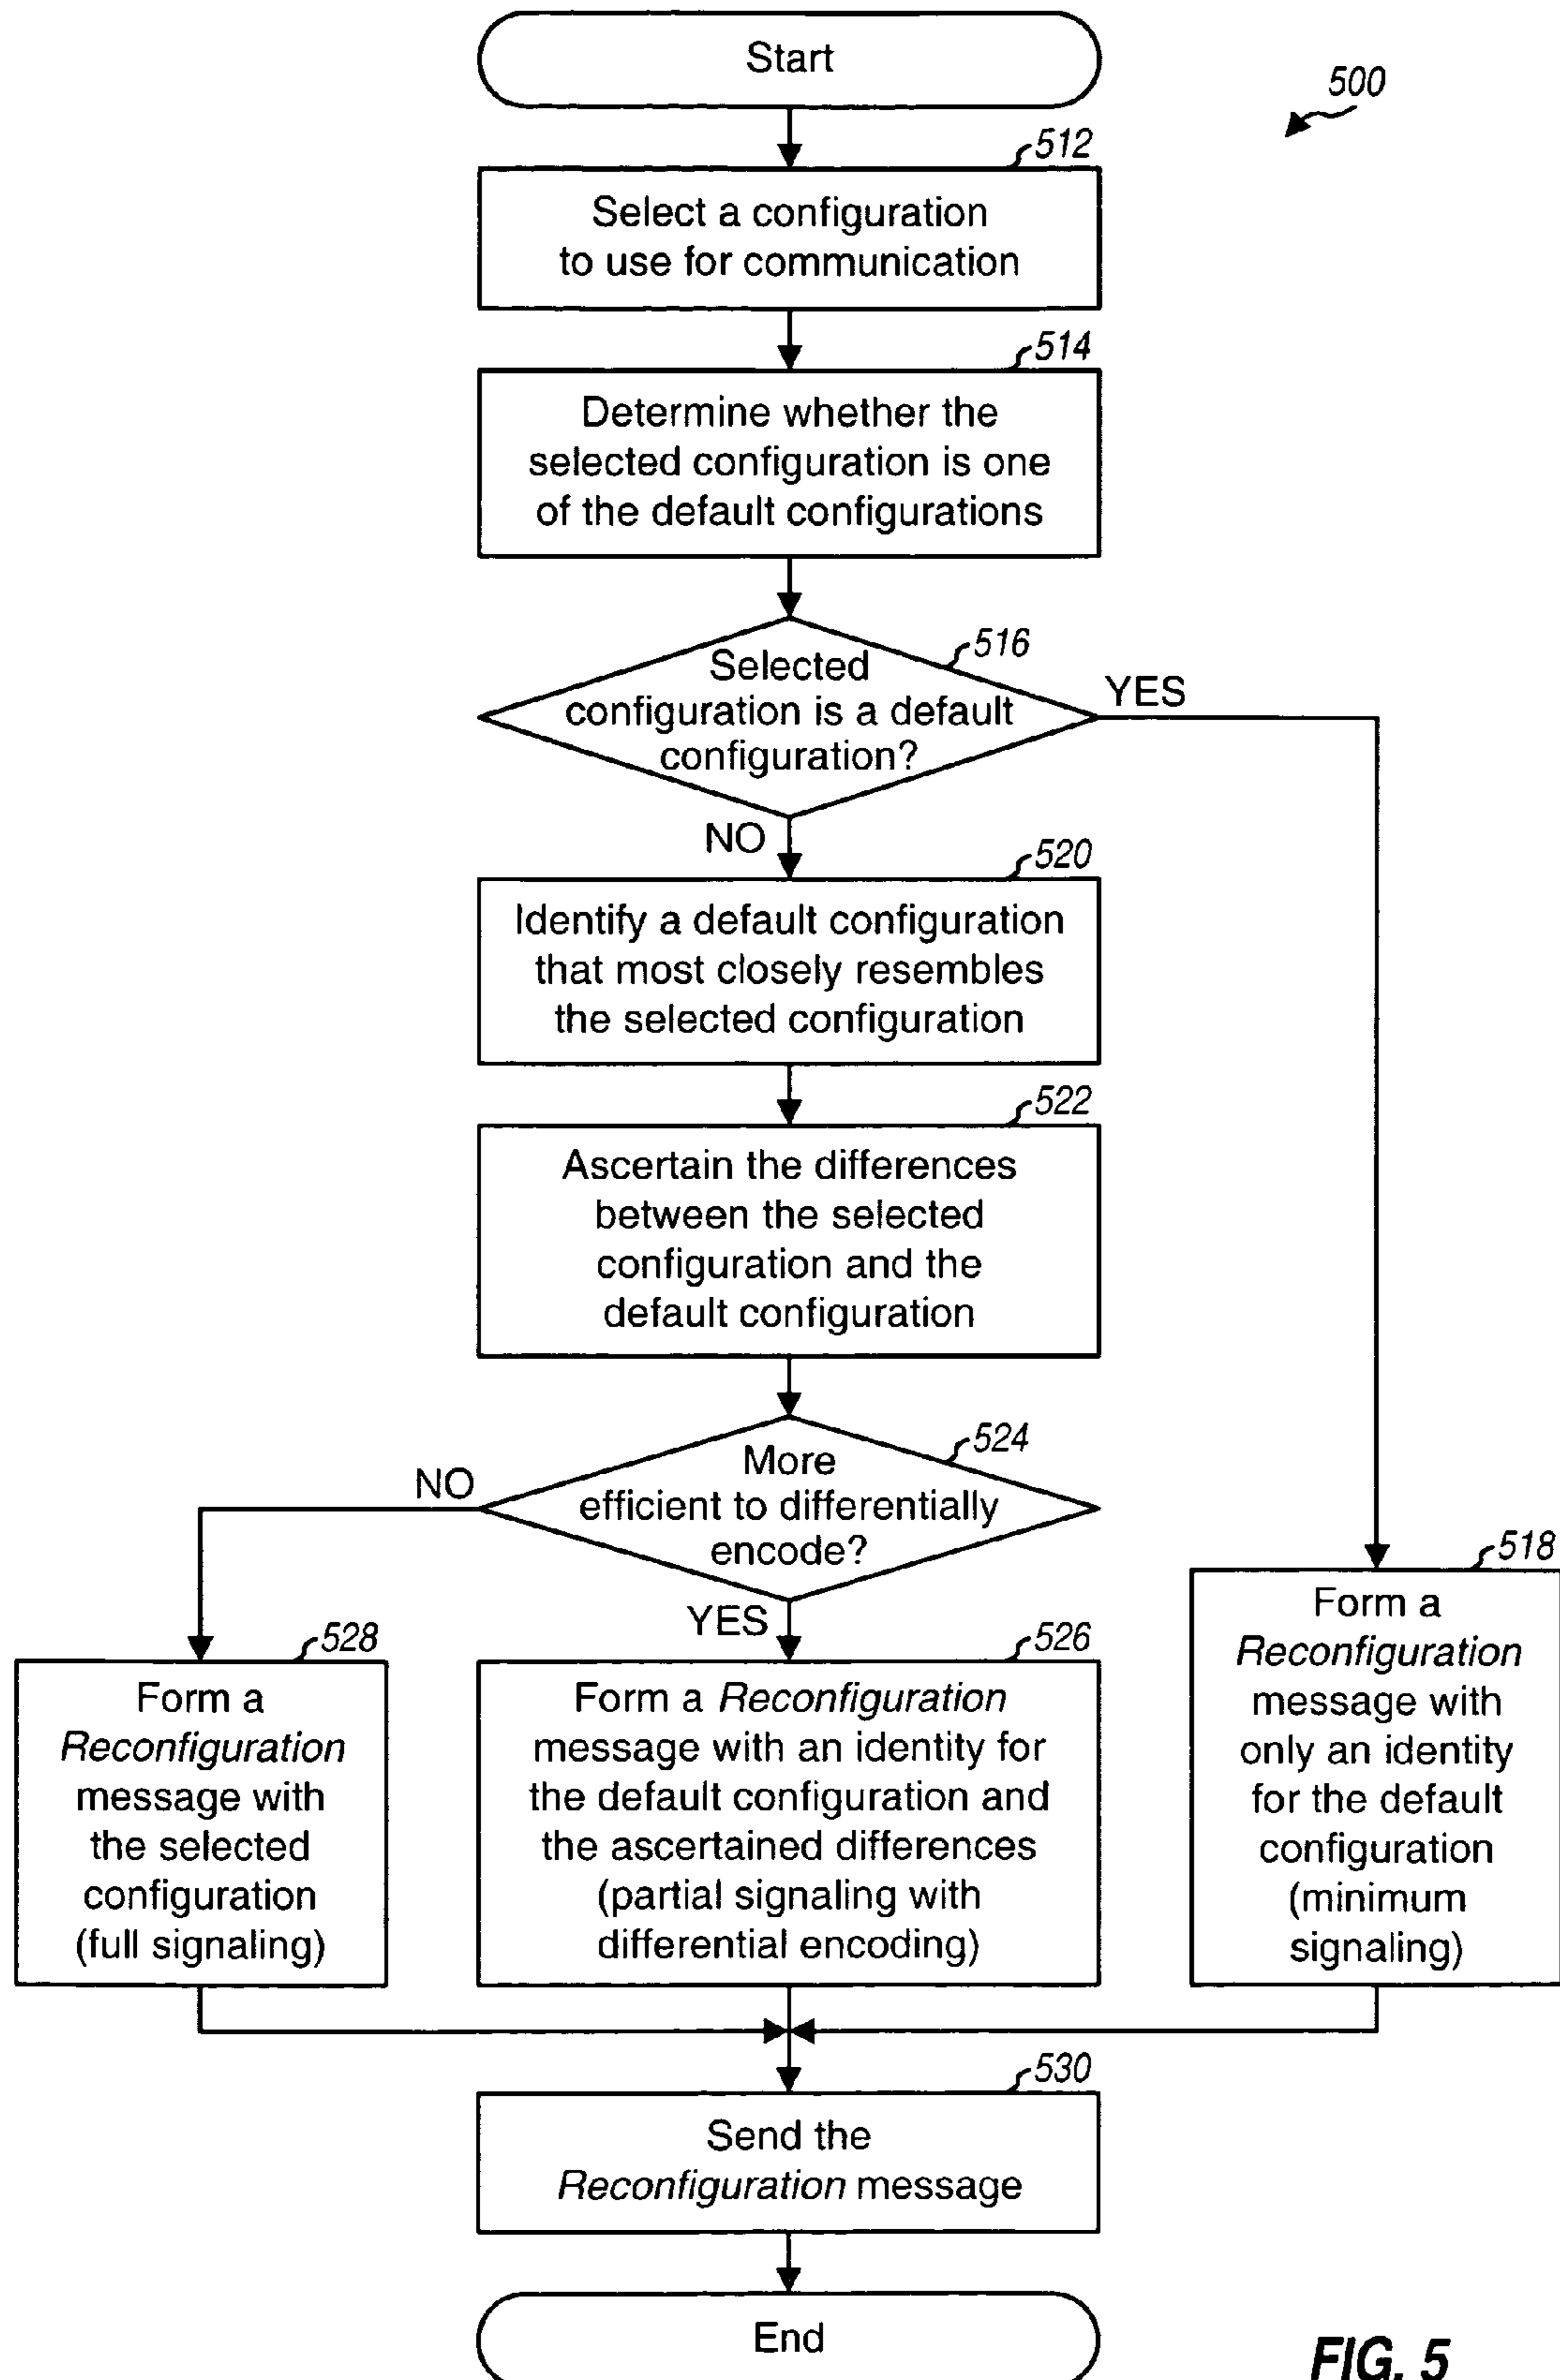 Start
500
512
Select a configuration
to use for communication
514
Determine whether the
selected configuration is one
of the default configurations
516
Selected
configuration is a default
configuration?
YES
NO
520
Identify a default configuration
that most closely resembles
the selected configuration
522
Ascertain the differences
between the selected
configuration and the
default configuration
524
More
efficient to differentially
encode?
NO
YES
528
Form a
Reconfiguration
message with
the selected
configuration
(full signaling)
526
Form a Reconfiguration
message with an identity for
the default configuration and
the ascertained differences
(partial signaling with
differential encoding)
518
Form a
Reconfiguration
message with
only an identity
for the default
configuration
(minimum
signaling)
530
Send the
Reconfiguration message
End
FIG. 5